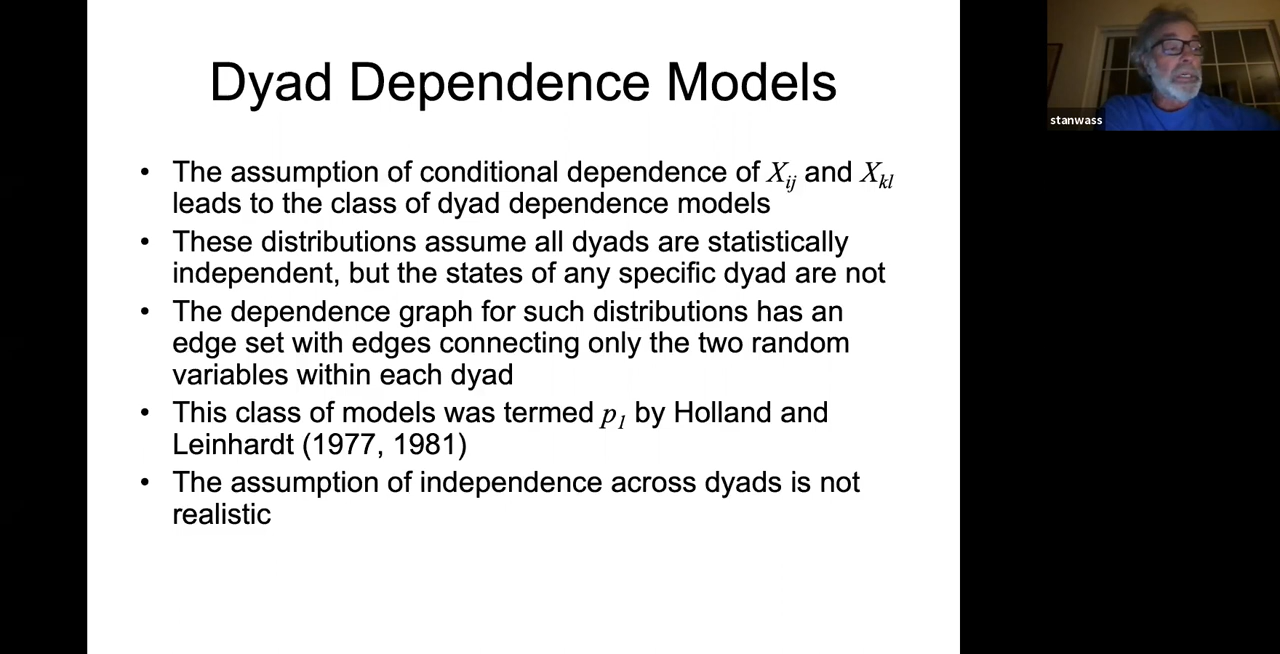 Dyad Dependence Models
• The assumption of conditional dependence of Xij and Xkl
leads to the class of dyad dependence models
• These distributions assume all dyads are statistically
independent, but the states of any specific dyad are not
• The dependence graph for such distributions has an
edge set with edges connecting only the two random
variables within each dyad
• This class of models was termed p1 by Holland and
Leinhardt (1977, 1981)
• The assumption of independence across dyads is not
realistic
stanwass